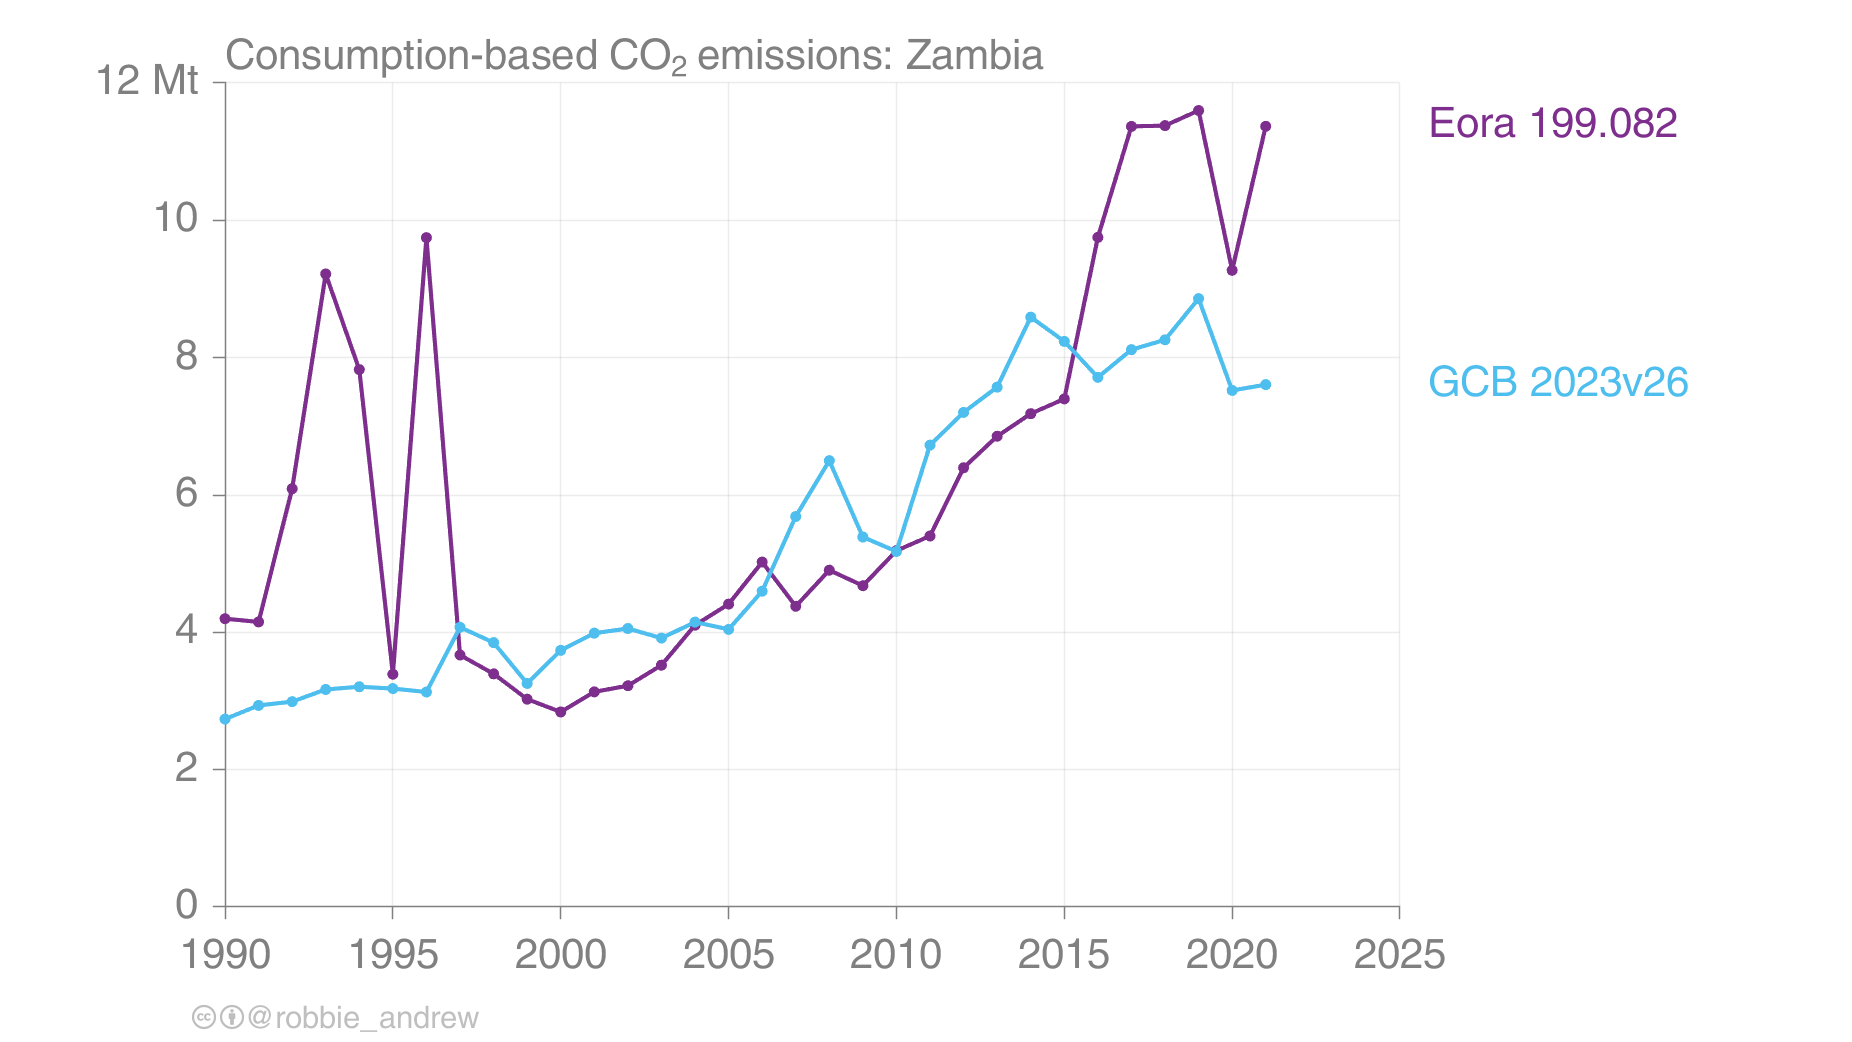 Consumption-based CO₂ emissions: Zambia
12 Mt
10
8
6
4
2
0
1990 1995 2000 2005 2010 2015 2020 2025
Eora 199.082
GCB 2023v26
@robbie_andrew